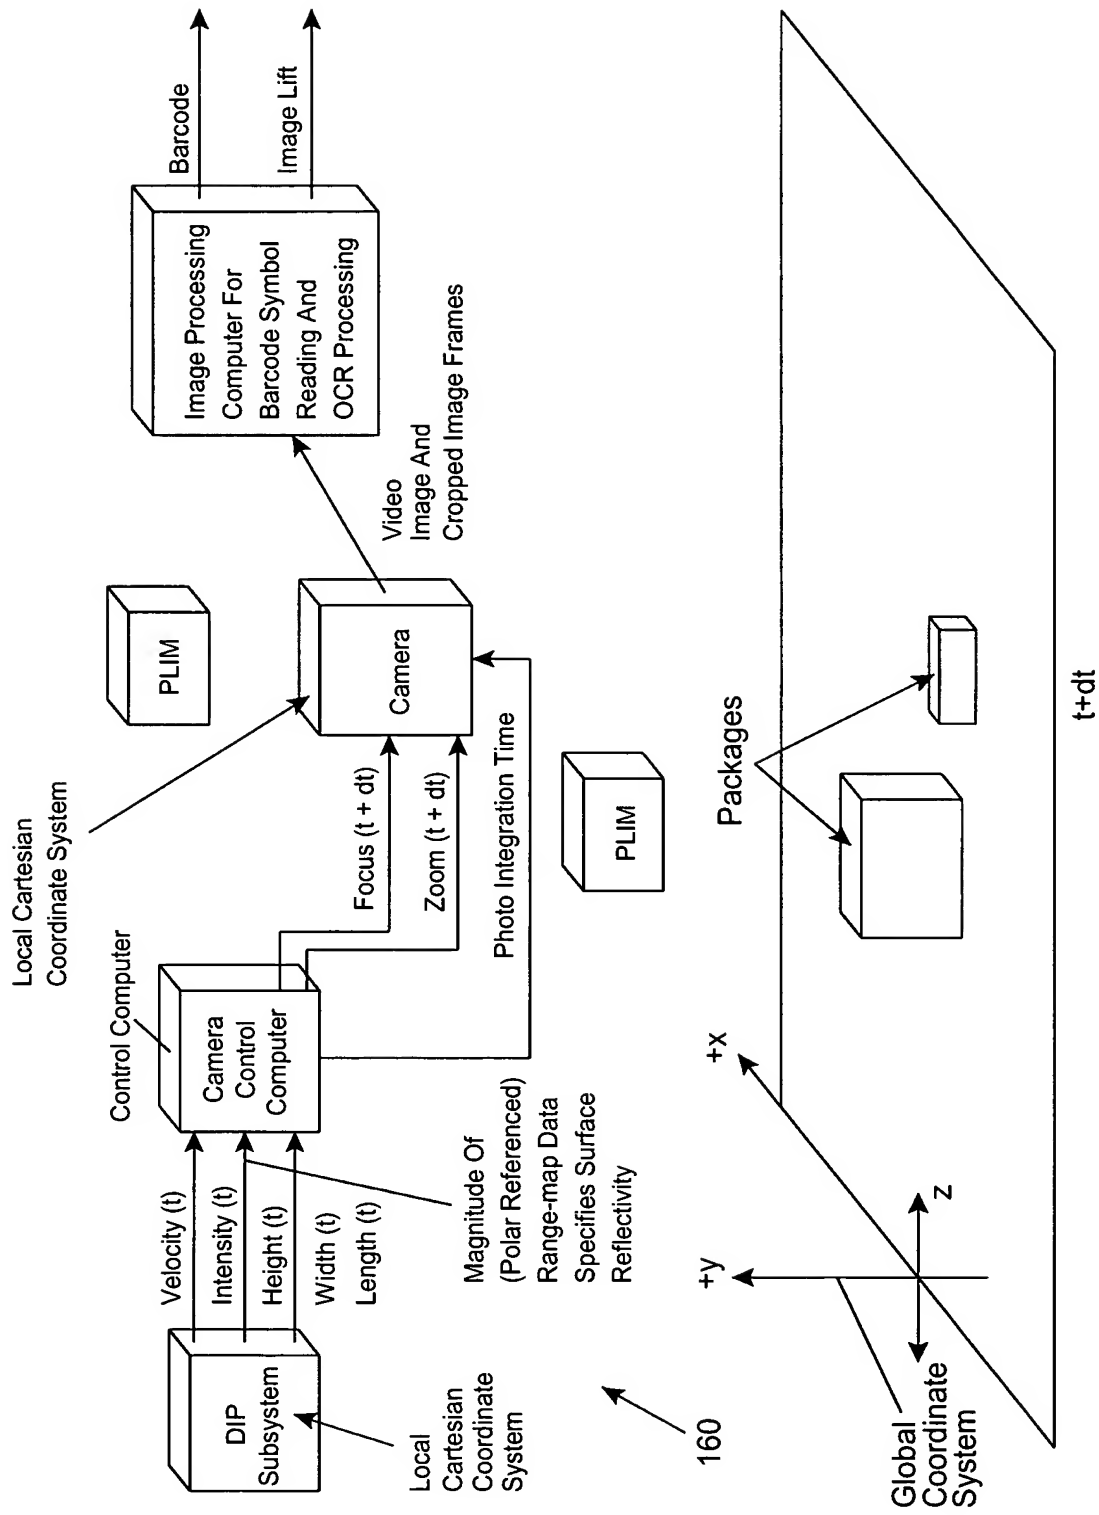 Barcode
Image Lift
Image Processing
Computer For
Barcode Symbol
Reading And
OCR Processing
Video
Image And
Cropped Image Frames
PLIM
Camera
Local Cartesian
Coordinate System
Focus (t + dt)
Zoom (t + dt)
Photo Integration Time
PLIM
Control Computer
Camera
Control
Computer
Velocity (t)
Intensity (t)
Height (t)
Width (t)
Length (t)
Magnitude Of
(Polar Referenced)
Range-map Data
Specifies Surface
Reflectivity
DIP
Subsystem
Local
Cartesian
Coordinate
System
160
Packages
t+dt
+x
+y
z
Global
Coordinate
System